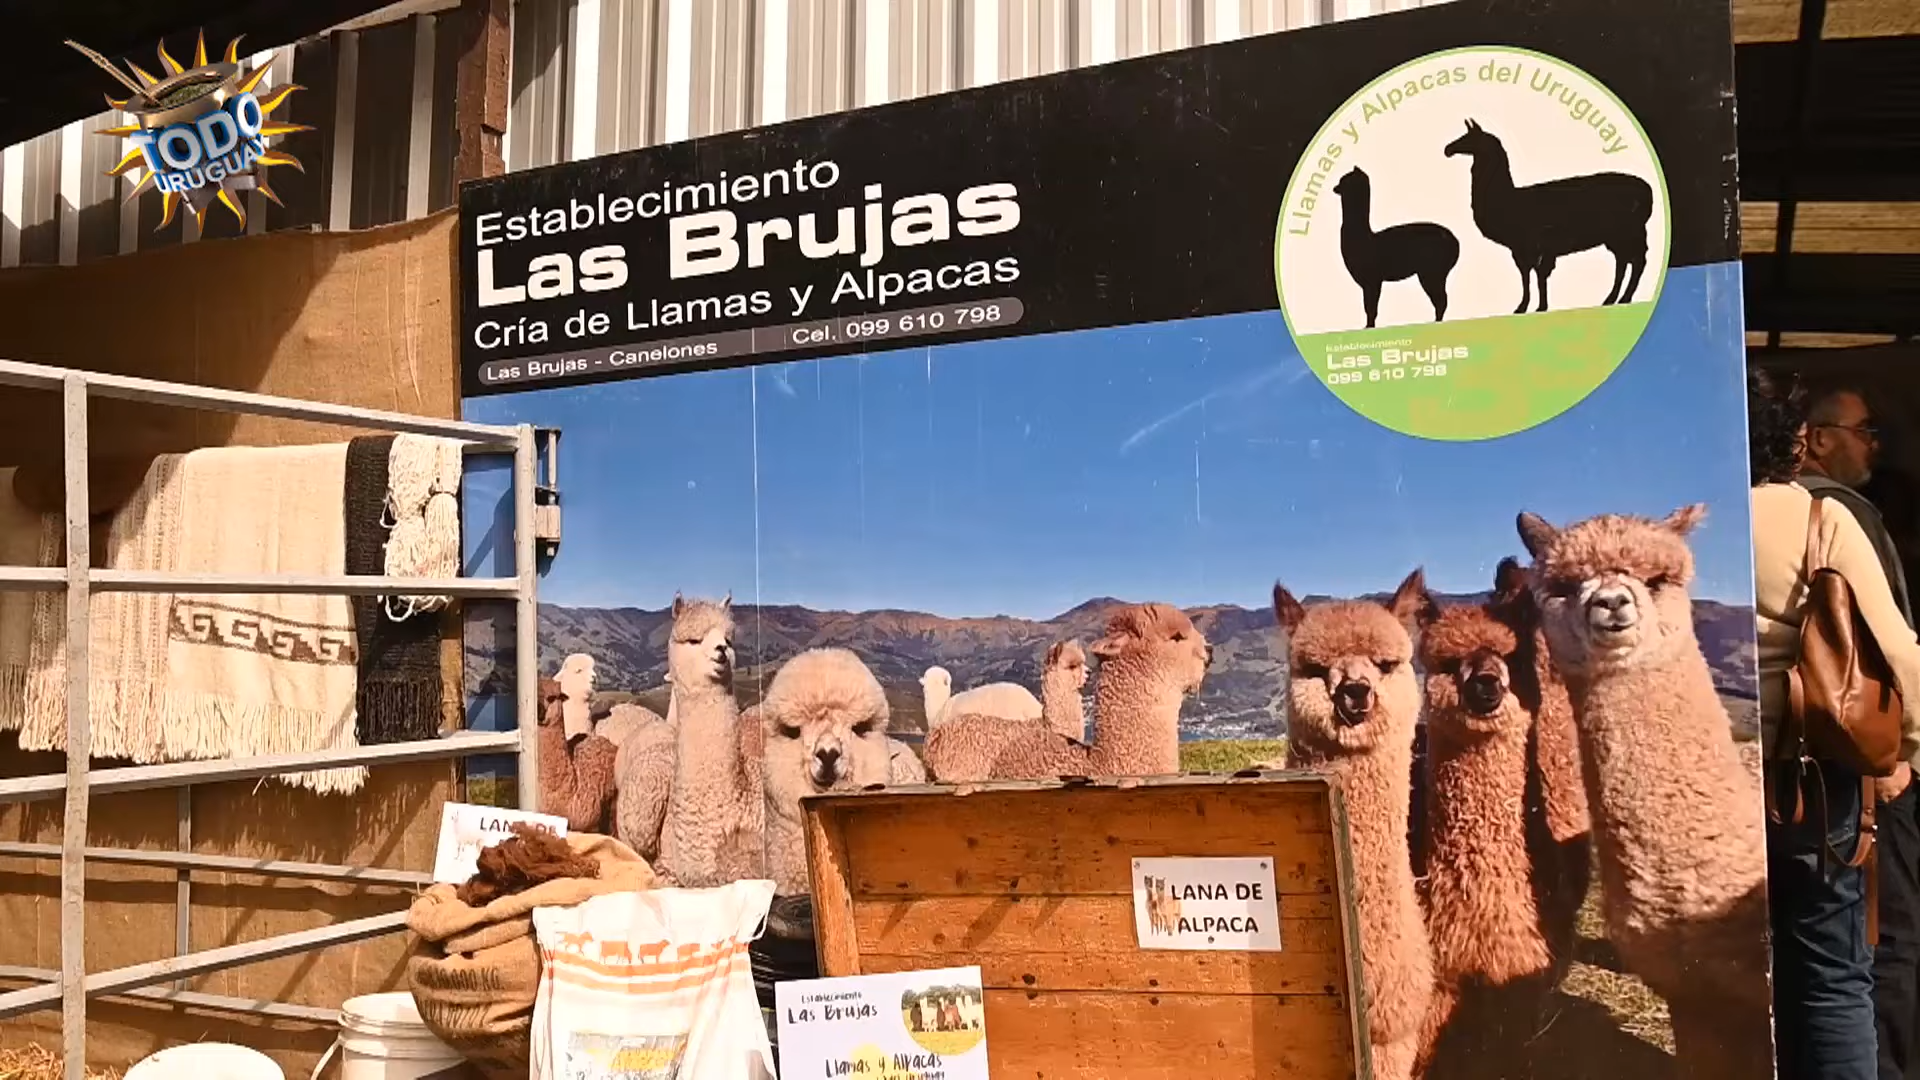 TODO
URUGUAY
Establecimiento
Las Brujas
Cría de Llamas y Alpacas
Las Brujas - Canelones Cel. 099 610 798
Llamas y Alpacas del Uruguay
Establecimiento
Las Brujas
099 610 798
LANA DE
LANA DE
ALPACA
Establecimiento
Las Brujas
Llamas y Alpacas